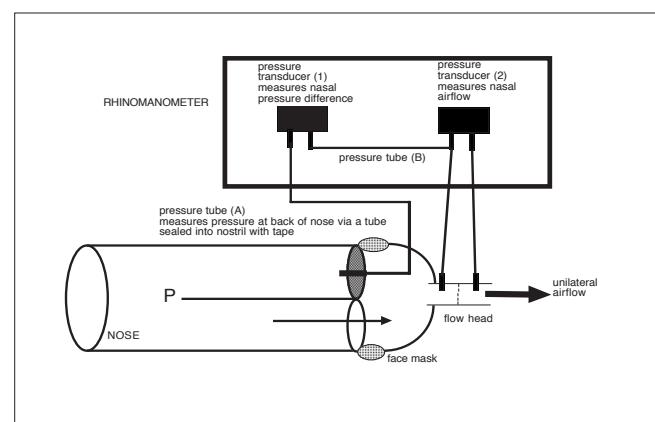 pressure
transducer (1)
measures nasal
pressure difference
pressure
transducer (2)
measures nasal
airflow
RHINOMANOMETER
pressure tube (B)
pressure tube (A)
measures pressure at back of nose via a tube
sealed into nostril with tape
P
NOSE
unilateral
airflow
flow head
face mask